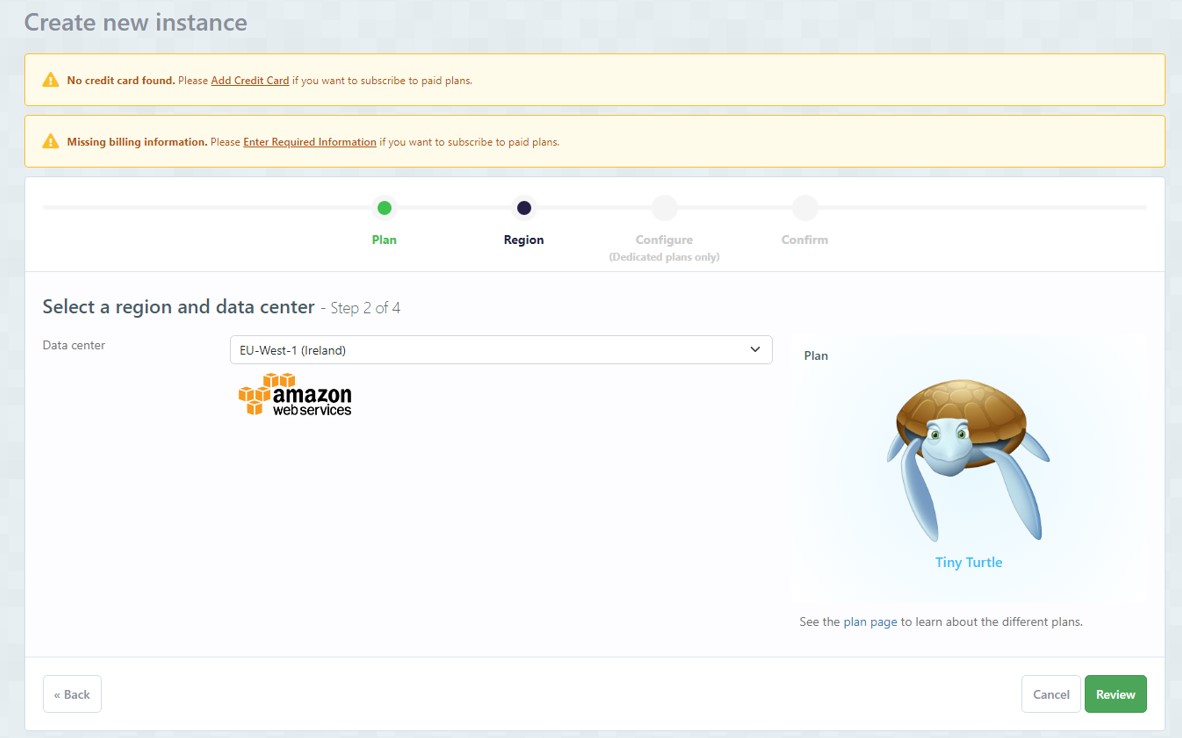 Create new instance
No credit card found. Please Add Credit Card if you want to subscribe to paid plans.
Missing billing information. Please Enter Required Information if you want to subscribe to paid plans.
Plan
Region
Configure
(Dedicated plans only)
Confirm
Select a region and data center - Step 2 of 4
Data center
EU-West-1 (Ireland)
amazon
webservices
Plan
Tiny Turtle
See the plan page to learn about the different plans.
« Back
Cancel
Review